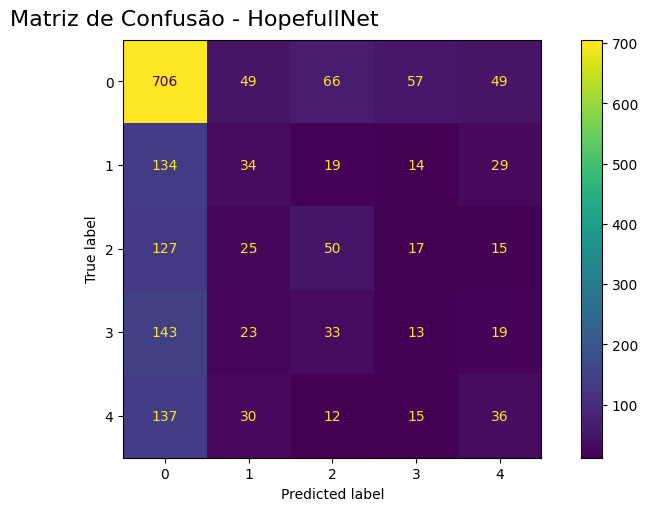 Matriz de Confusão - HopefullNet
0 706 49 66 57 49
1 134 34 19 14 29
2 127 25 50 17 15
3 143 23 33 13 19
4 137 30 12 15 36
0 1 2 3 4
Predicted label
True label
700
600
500
400
300
200
100